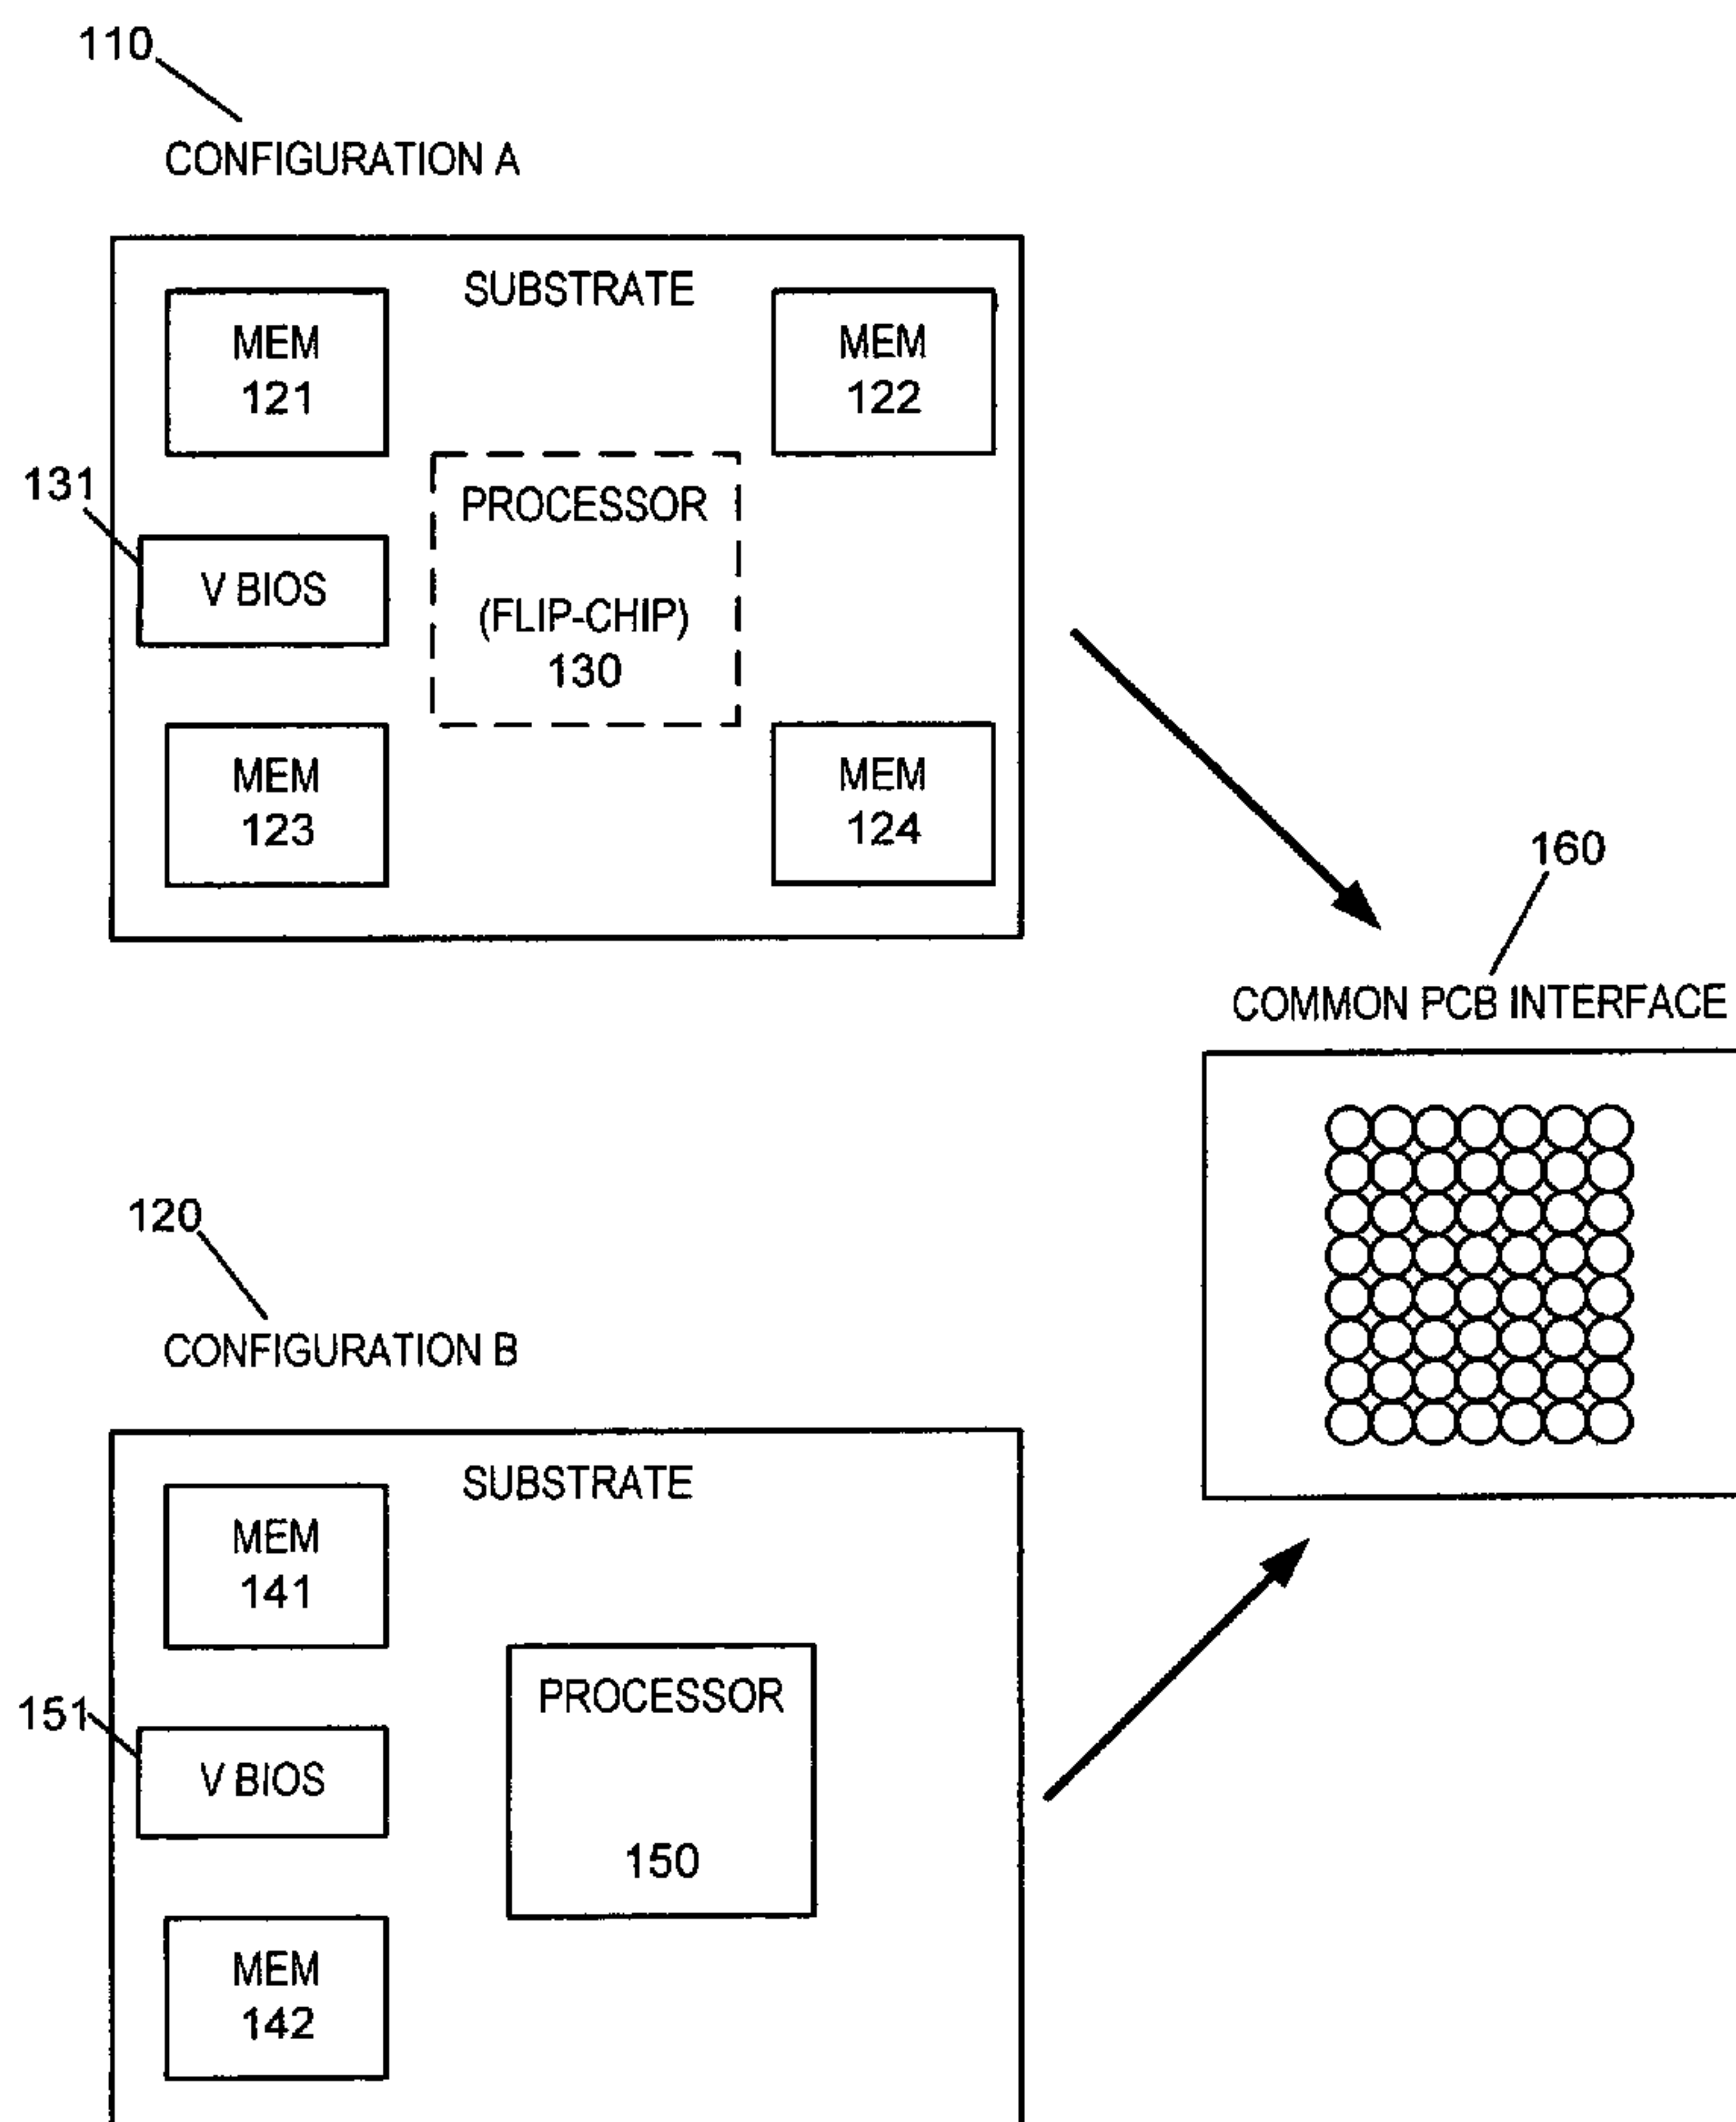 110
CONFIGURATION A
SUBSTRATE
MEM
121
MEM
122
131
V BIOS
PROCESSOR
(FLIP-CHIP)
130
MEM
123
MEM
124
160
COMMON PCB INTERFACE
120
CONFIGURATION B
SUBSTRATE
MEM
141
151
V BIOS
PROCESSOR
150
MEM
142